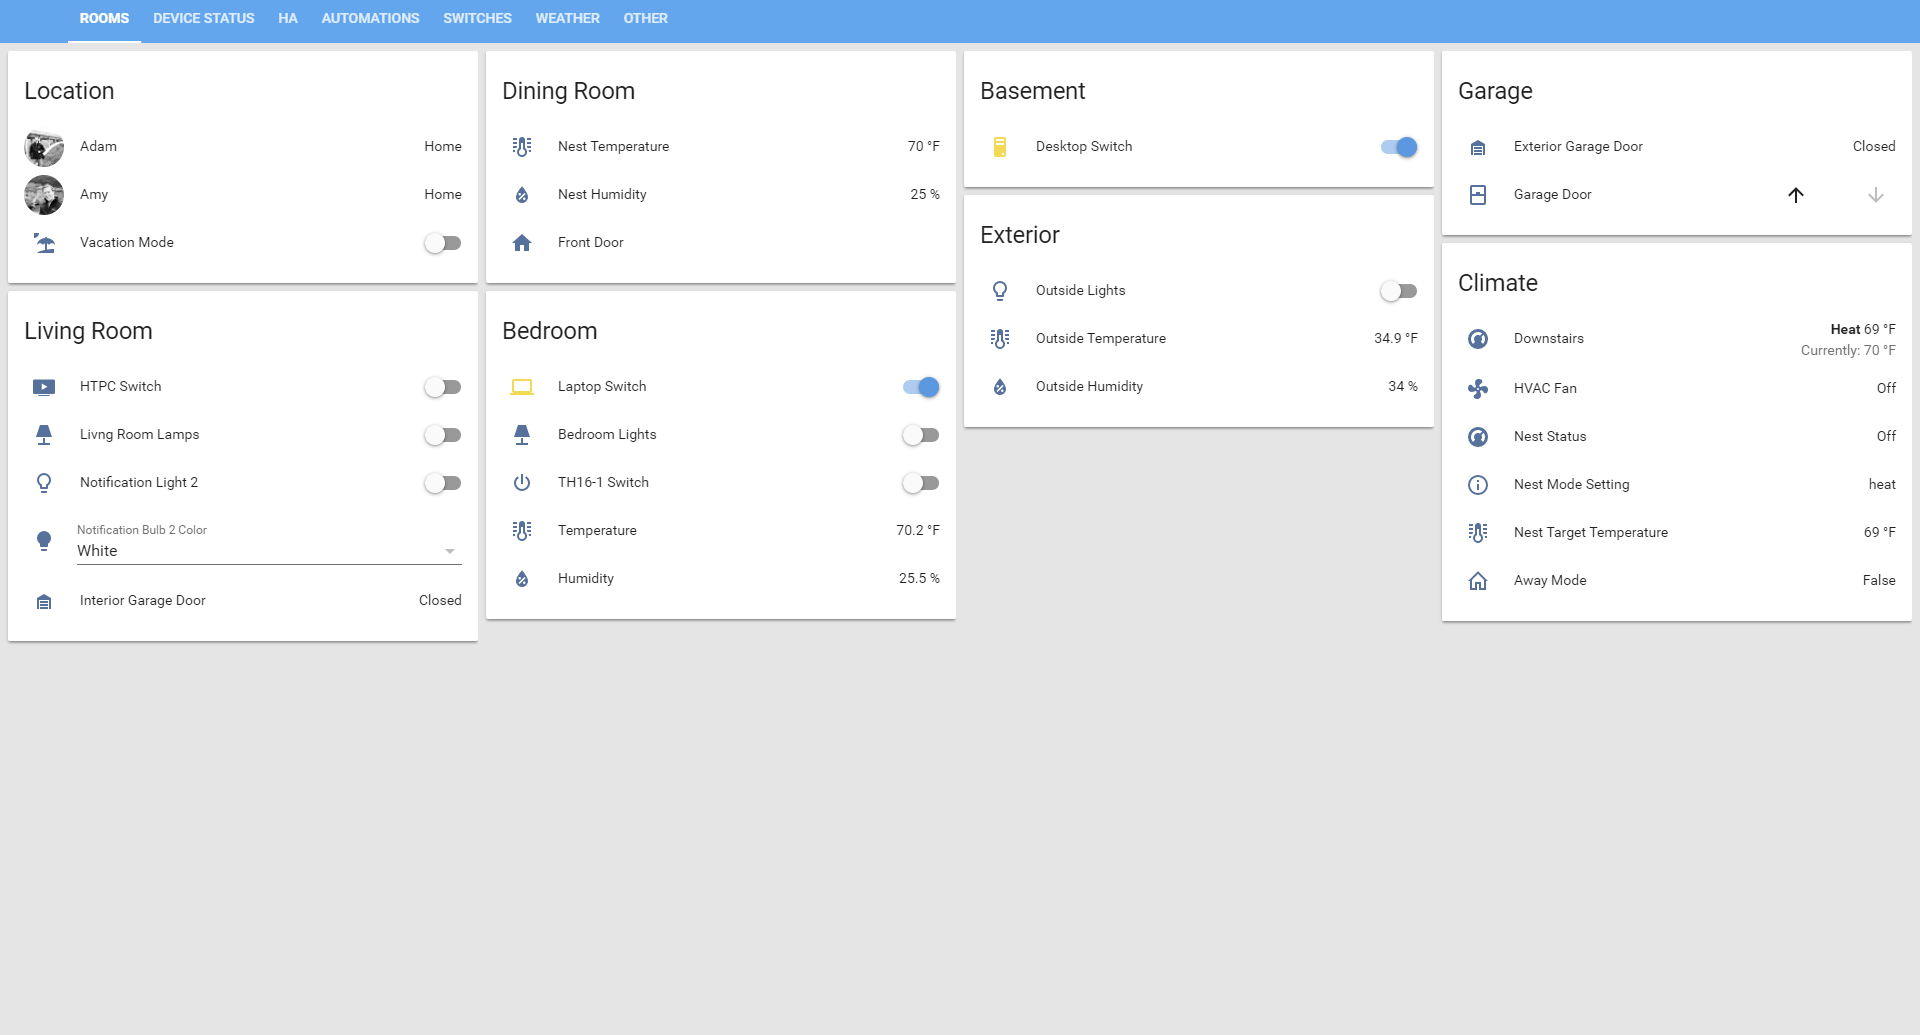 ROOMS DEVICE STATUS HA AUTOMATIONS SWITCHES WEATHER OTHER
Location
Adam Home
Amy Home
Vacation Mode
Living Room
HTPC Switch
Livng Room Lamps
Notification Light 2
Notification Bulb 2 Color
White
Interior Garage Door Closed
Dining Room
Nest Temperature 70 °F
Nest Humidity 25 %
Front Door
Bedroom
Laptop Switch
Bedroom Lights
TH16-1 Switch
Temperature 70.2 °F
Humidity 25.5 %
Basement
Desktop Switch
Exterior
Outside Lights
Outside Temperature 34.9 °F
Outside Humidity 34 %
Garage
Exterior Garage Door Closed
Garage Door
Climate
Downstairs Heat 69 °F
Currently: 70 °F
HVAC Fan Off
Nest Status Off
Nest Mode Setting heat
Nest Target Temperature 69 °F
Away Mode False